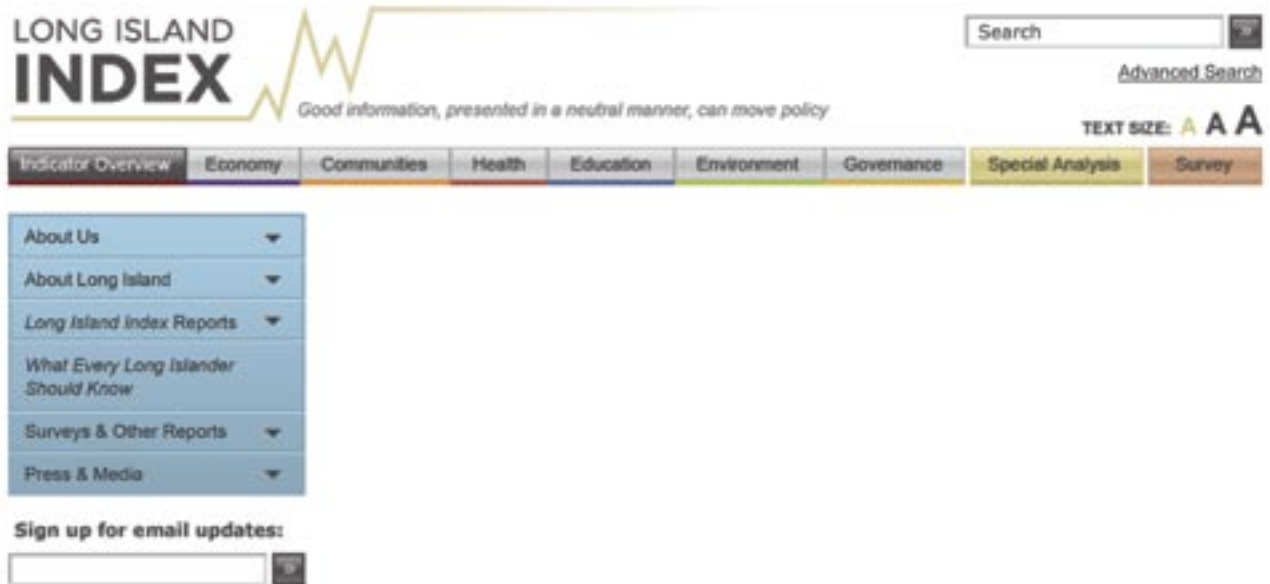 LONG ISLAND
INDEX
Good information, presented in a neutral manner, can move policy
Search
Advanced Search
TEXT SIZE: A A A
Indicator Overview Economy Communities Health Education Environment Governance Special Analysis Survey
About Us
About Long Island
Long Island Index Reports
What Every Long Islander
Should Know
Surveys & Other Reports
Press & Media
Sign up for email updates: